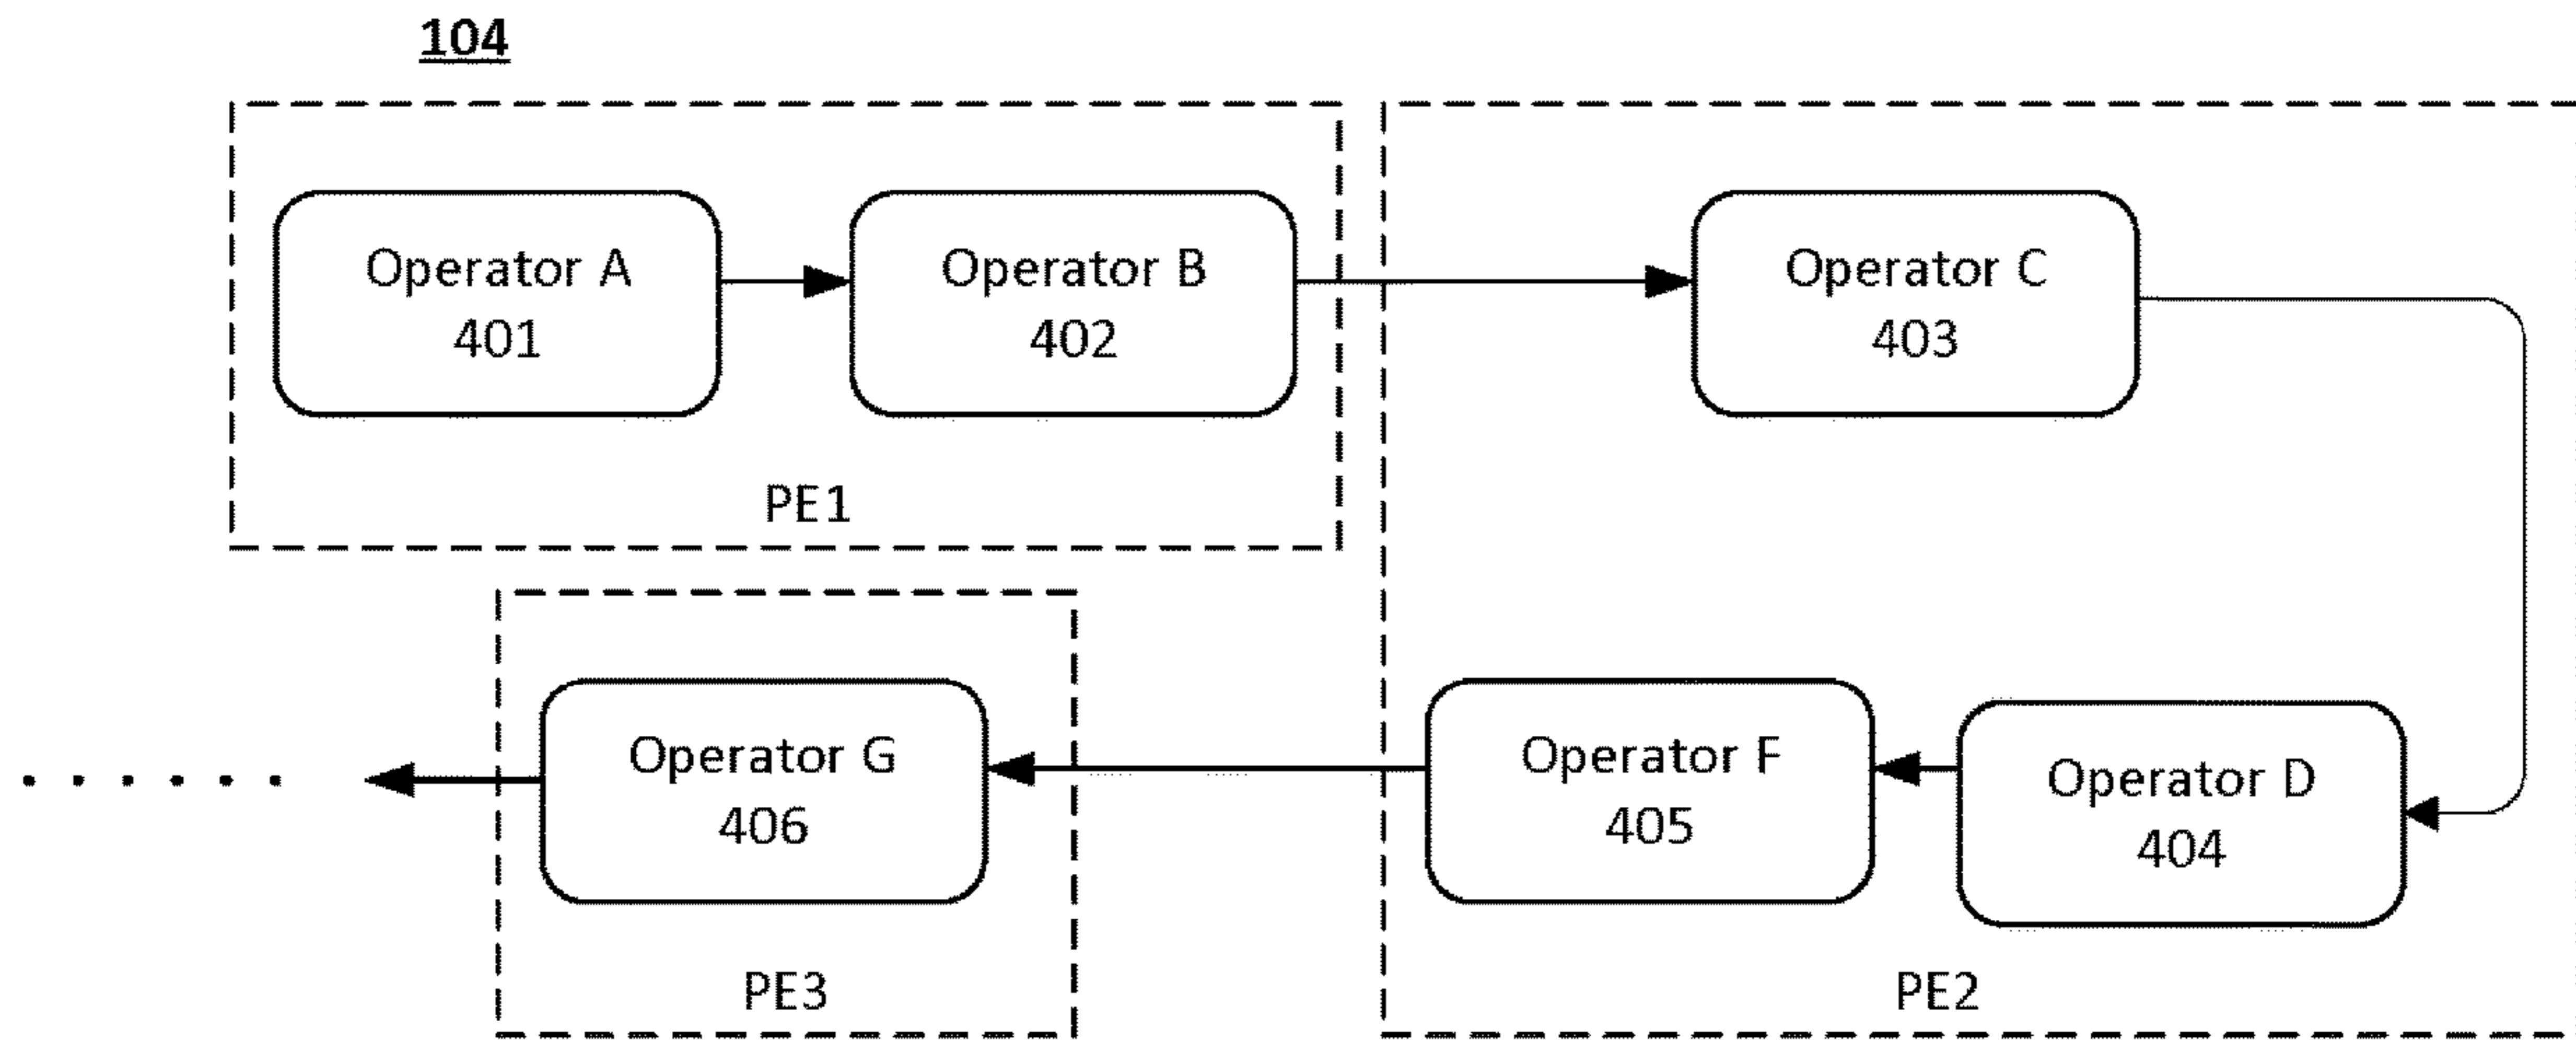 104
Operator A
401
Operator B
402
Operator C
403
PE1
Operator G
406
Operator F
405
Operator D
404
PE3
PE2